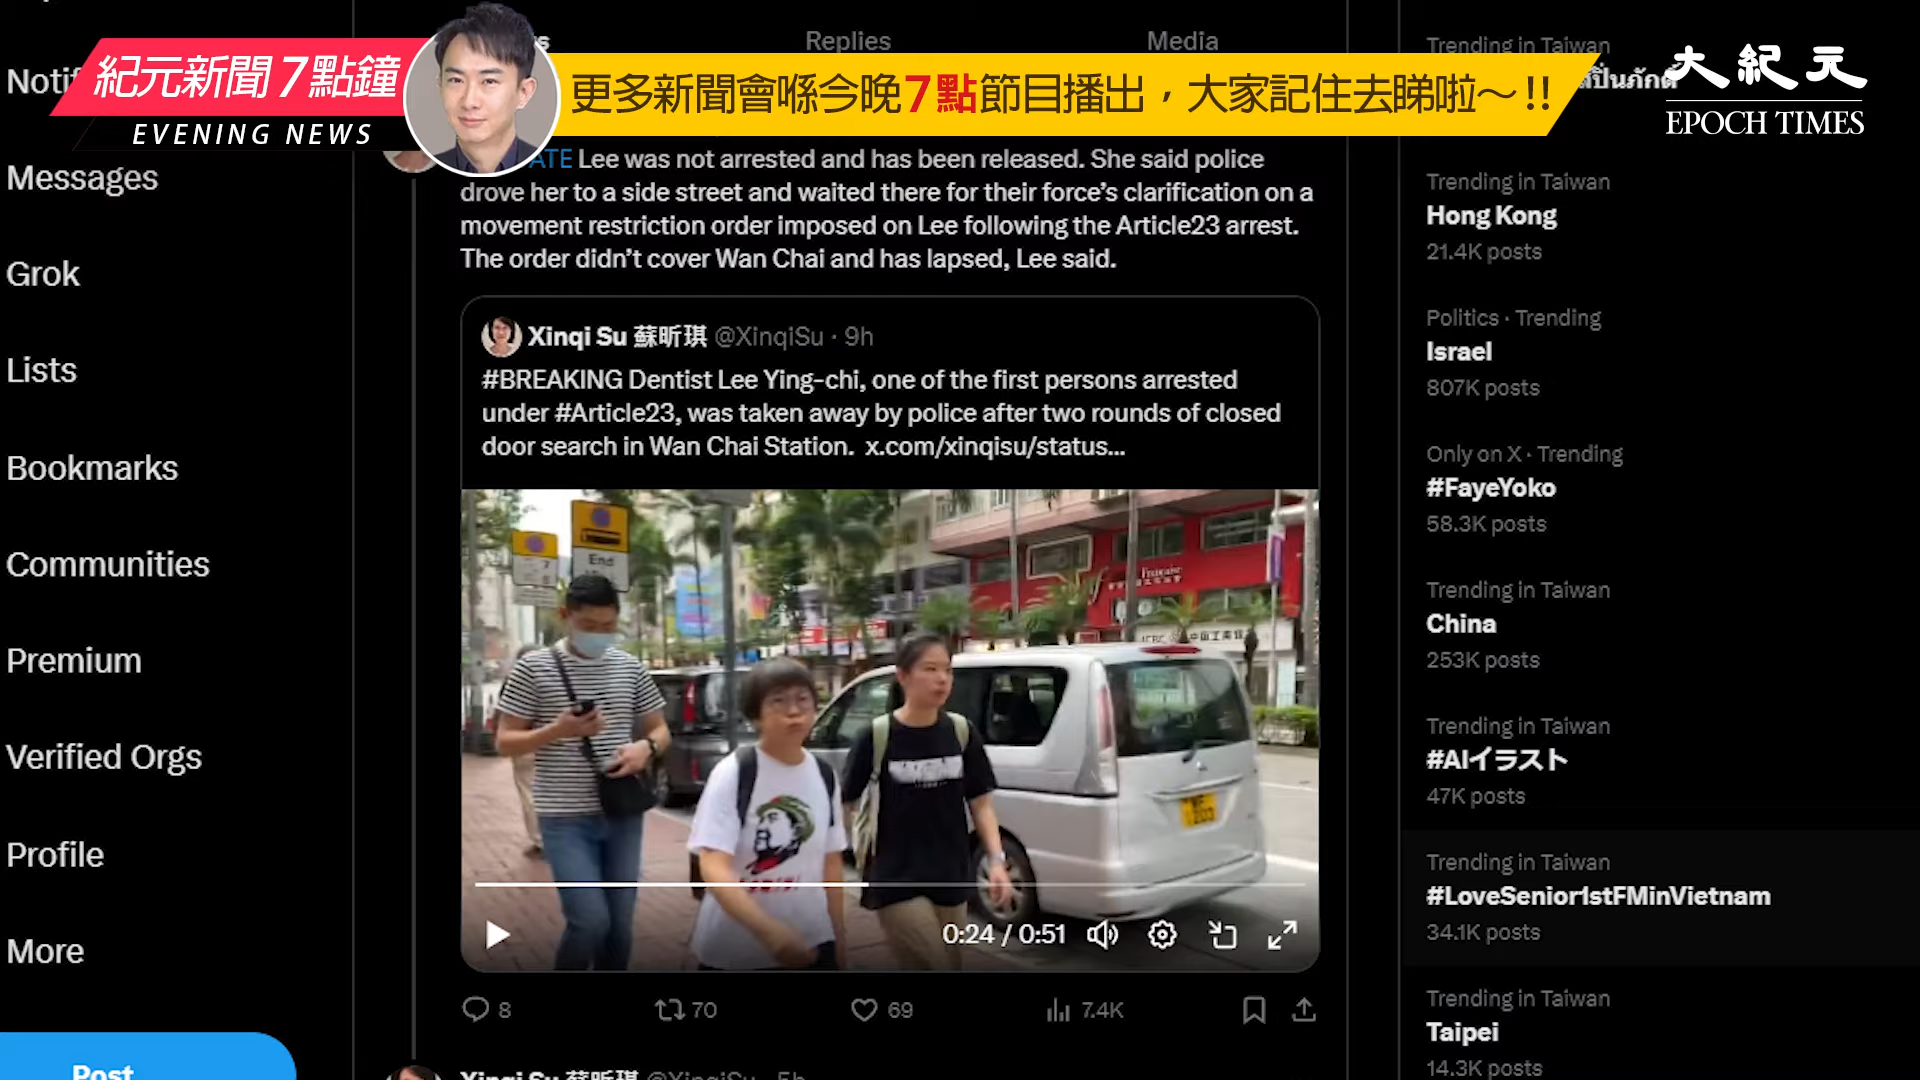 紀元新聞7點鐘
EVENING NEWS
更多新聞會喺今晚7點節目播出，大家記住去睇啦～!!
大紀元
EPOCH TIMES
Messages
Grok
Lists
Bookmarks
Communities
Premium
Verified Orgs
Profile
More
Post
Replies
Media
Lee was not arrested and has been released. She said police
drove her to a side street and waited there for their force's clarification on a
movement restriction order imposed on Lee following the Article23 arrest.
The order didn't cover Wan Chai and has lapsed, Lee said.
Xinqi Su 蘇昕琪 @XinqiSu · 9h
#BREAKING Dentist Lee Ying-chi, one of the first persons arrested
under #Article23, was taken away by police after two rounds of closed
door search in Wan Chai Station. x.com/xinqisu/status...
End
Française
0:24 / 0:51
8
70
69
7.4K
Xinqi Su 蘇昕琪 @XinqiSu · 5h
Trending in Taiwan
Trending in Taiwan
Hong Kong
21.4K posts
Politics · Trending
Israel
807K posts
Only on X · Trending
#FayeYoko
58.3K posts
Trending in Taiwan
China
253K posts
Trending in Taiwan
#AIイラスト
47K posts
Trending in Taiwan
#LoveSenior1stFMinVietnam
34.1K posts
Trending in Taiwan
Taipei
14.3K posts